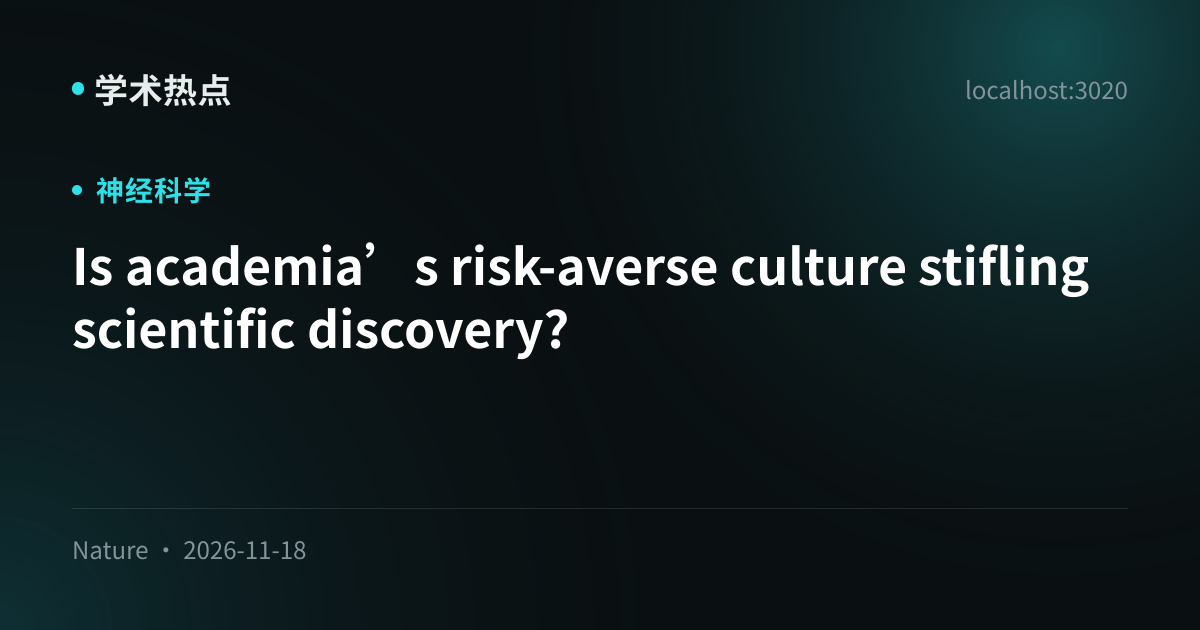 学术热点
localhost:3020
神经科学
Is academia’s risk-averse culture stifling
scientific discovery?
Nature · 2026-11-18